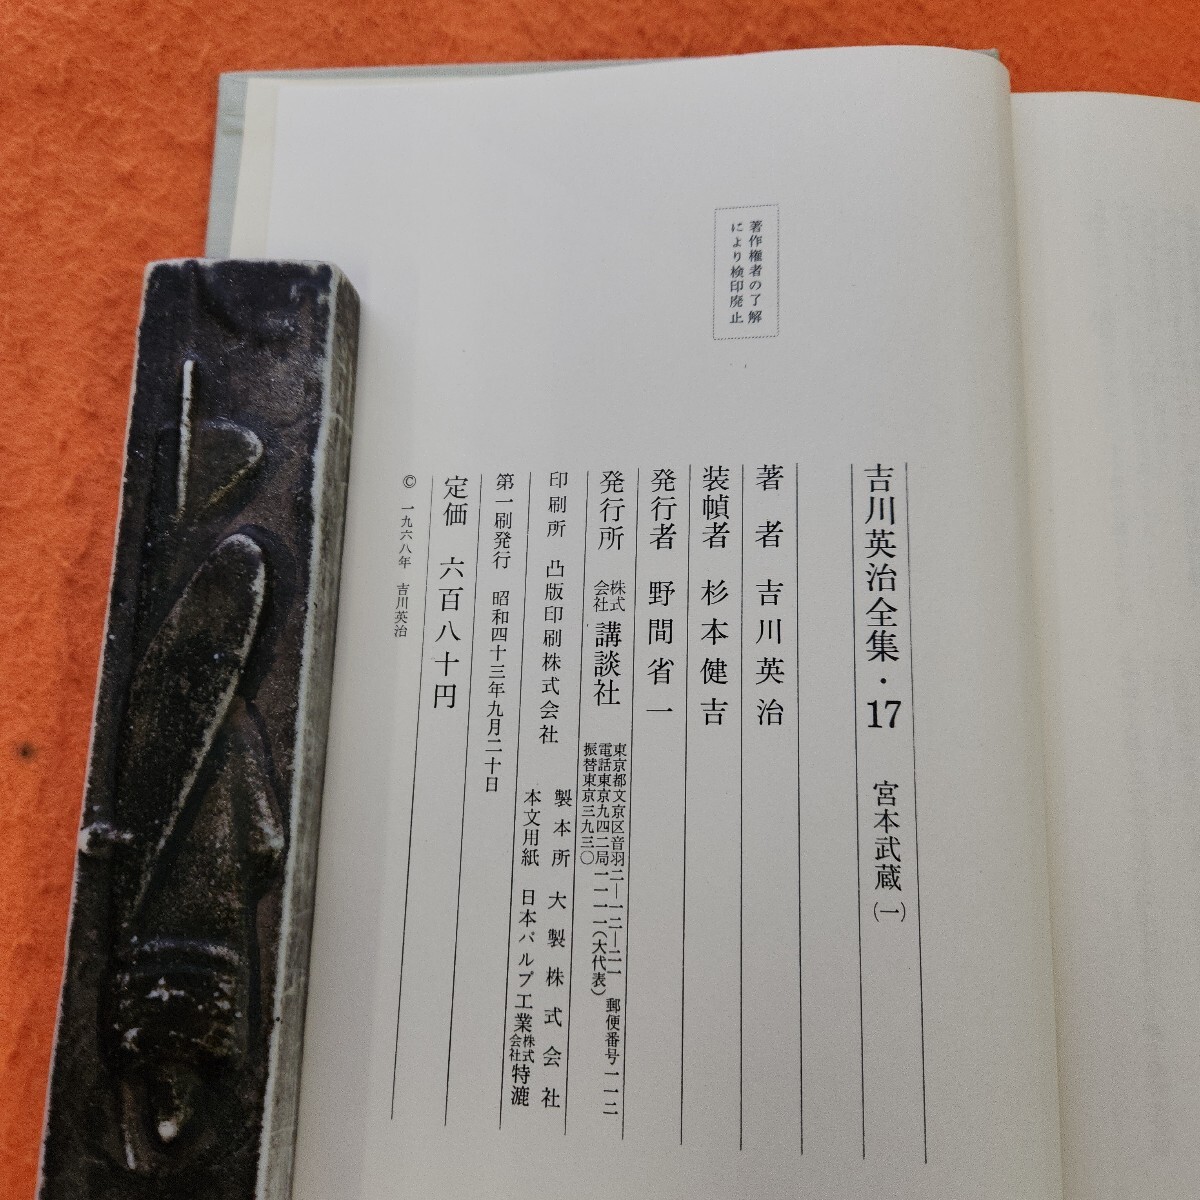 著作権者の了解
により検印廃止
吉川英治全集・17 宮本武蔵(一)
著者 吉川英治
装幀者 杉本健吉
発行者 野間省一
発行所 株式会社 講談社
東京都文京区音羽二―一二―二一 郵便番号一一二
電話東京九四二局一一一一(大代表)
振替東京三九三〇
印刷所 凸版印刷株式会社 製本所 大製株式会社
本文用紙 日本パルプ工業株式会社特漉
第一刷発行 昭和四十三年九月二十日
定価 六百八十円
© 一九六八年 吉川英治